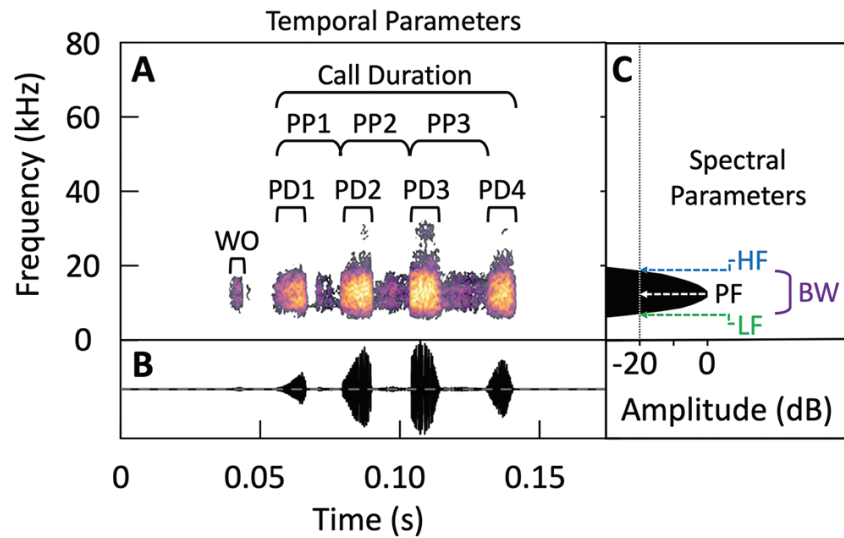 Temporal Parameters
80
60
40
20
0
Frequency (kHz)
A
Call Duration
PP1 PP2 PP3
PD1 PD2 PD3 PD4
WO
C
Spectral
Parameters
HF
PF
BW
LF
-20 0
Amplitude (dB)
B
0 0.05 0.10 0.15
Time (s)